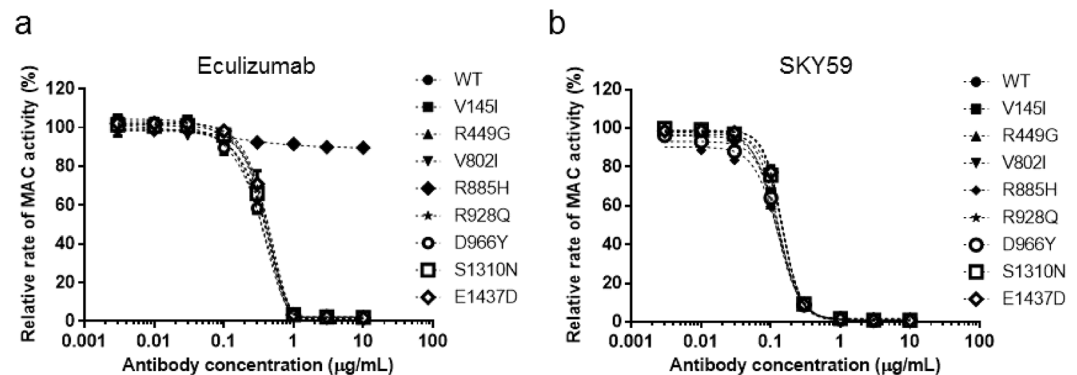 a
Eculizumab
Relative rate of MAC activity (%)
120
100
80
60
40
20
0
0.001
0.01
0.1
1
10
100
Antibody concentration (μg/mL)
WT
V145I
R449G
V802I
R885H
R928Q
D966Y
S1310N
E1437D
b
SKY59
Relative rate of MAC activity (%)
120
100
80
60
40
20
0
0.001
0.01
0.1
1
10
100
Antibody concentration (μg/mL)
WT
V145I
R449G
V802I
R885H
R928Q
D966Y
S1310N
E1437D